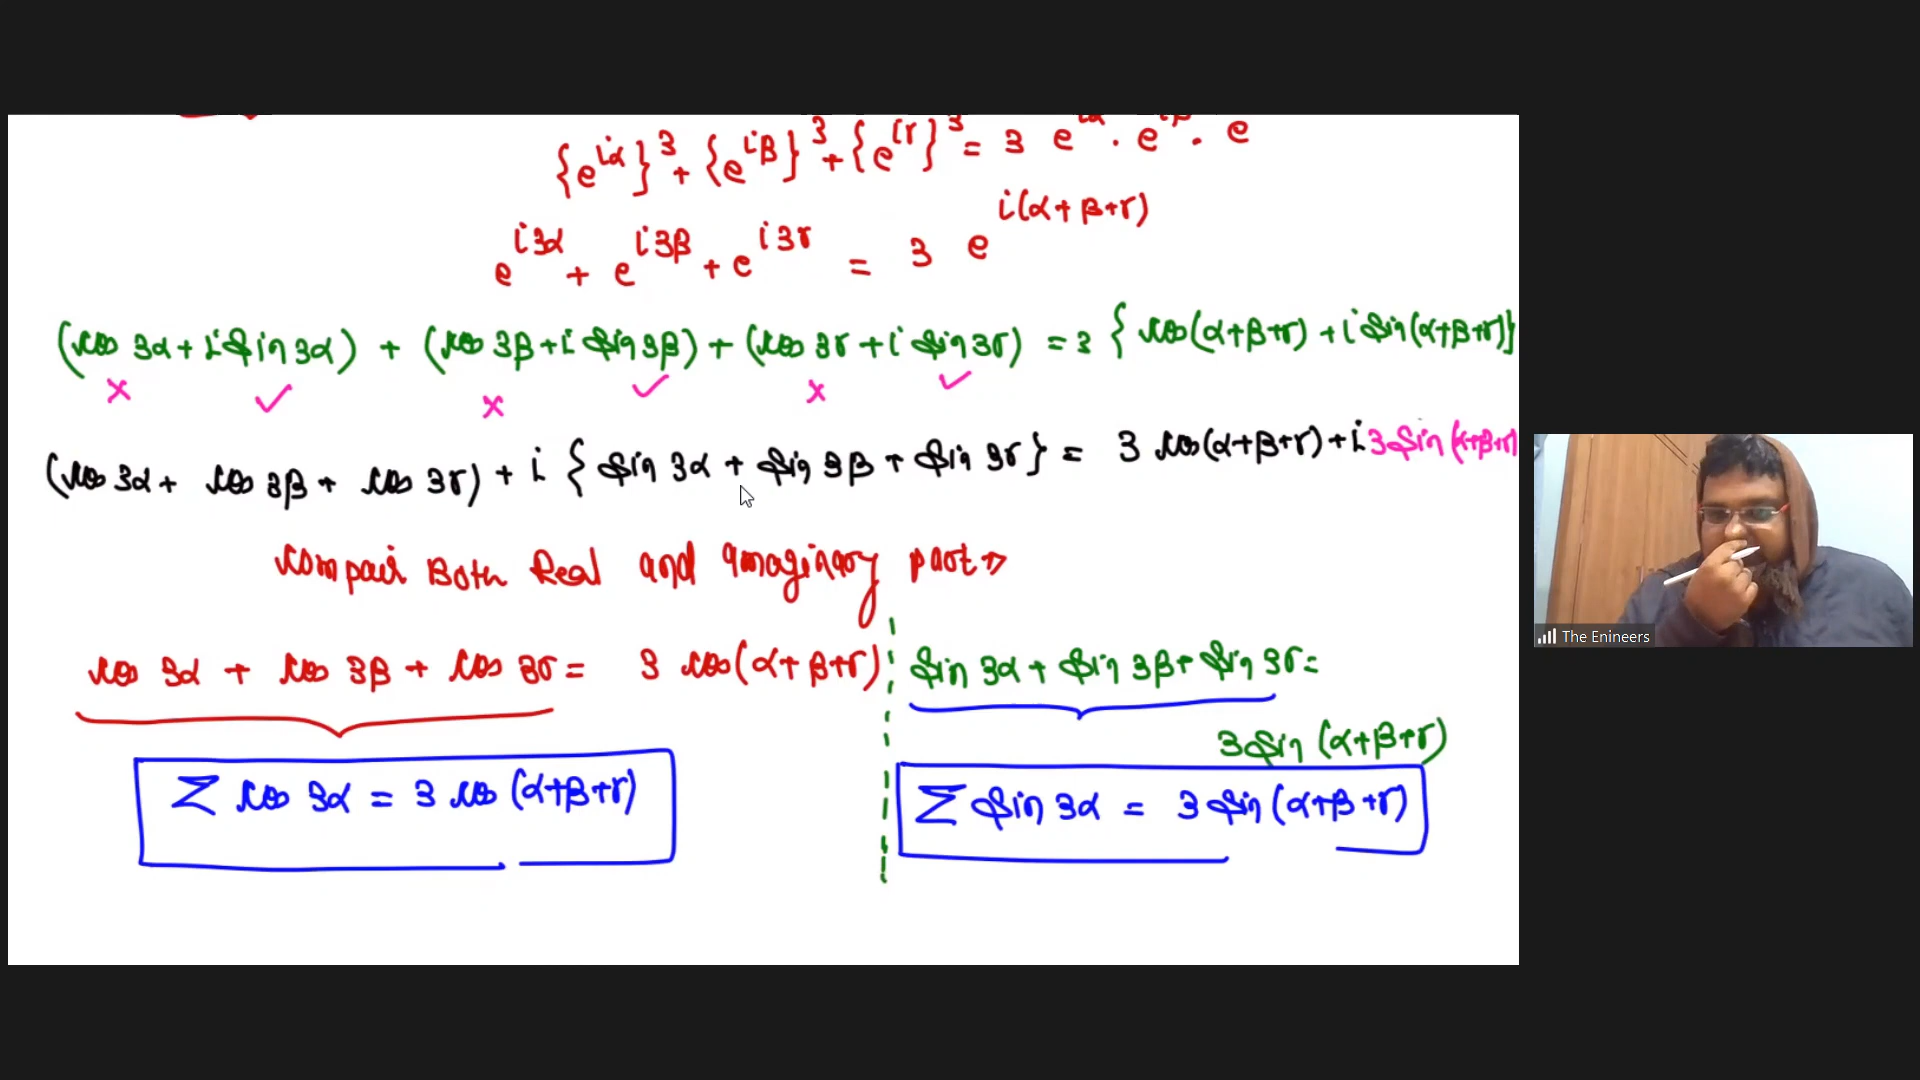 {e^{iα}}^3 + {e^{iβ}}^3 + {e^{iγ}}^3 = 3 e^{iα} . e^{iβ} . e
e^{i3α} + e^{i3β} + e^{i3γ} = 3 e^{i(α+β+γ)}
(cos 3α + i Sin 3α) + (cos 3β + i Sin 3β) + (cos 3γ + i Sin 3γ) = 3 { cos(α+β+γ) + i Sin(α+β+γ)}
x ✓ x ✓ x ✓
(cos 3α + cos 3β + cos 3γ) + i { Sin 3α + Sin 3β + Sin 3γ } = 3 cos(α+β+γ) + i 3 Sin (α+β+γ)
Compair Both Real and Imaginary part →
cos 3α + cos 3β + cos 3γ = 3 cos(α+β+γ)
Sin 3α + Sin 3β + Sin 3γ =
3 Sin (α+β+γ)
Σ cos 3α = 3 cos (α+β+γ)
Σ Sin 3α = 3 Sin (α+β+γ)
The Enineers